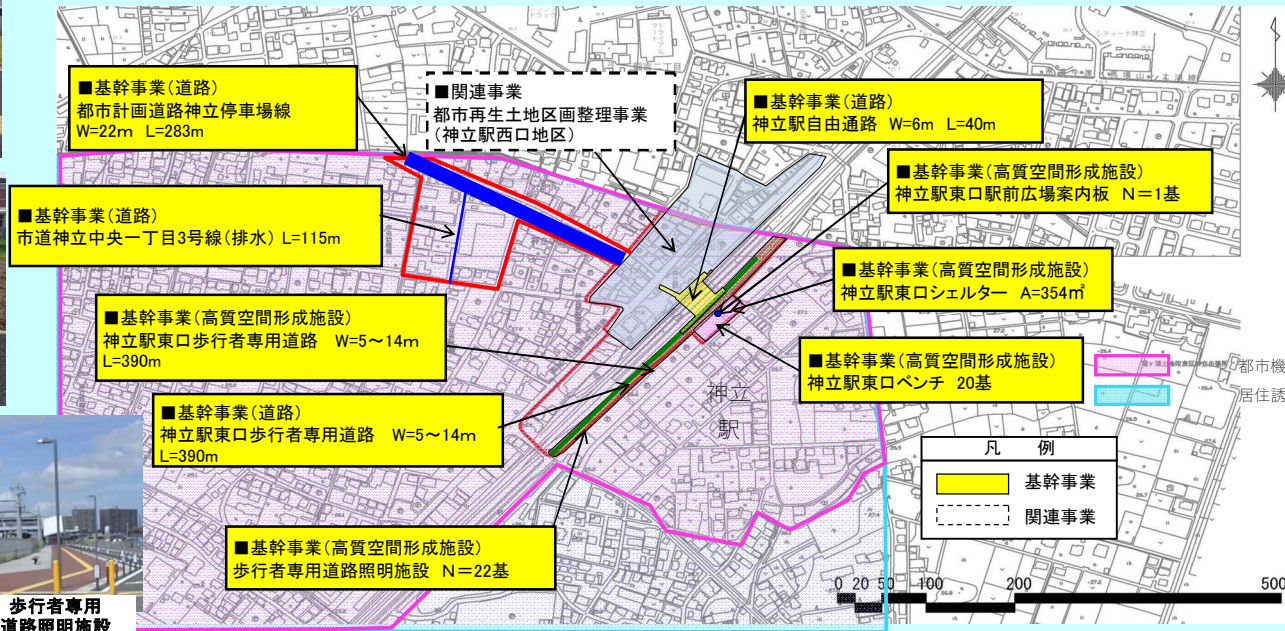 ■基幹事業(道路)
都市計画道路神立停車場線
W=22m L=283m
■関連事業
都市再生土地区画整理事業
(神立駅西口地区)
■基幹事業(道路)
神立駅自由通路 W=6m L=40m
■基幹事業(高質空間形成施設)
神立駅東口駅前広場案内板 N=1基
■基幹事業(道路)
市道神立中央一丁目3号線(排水) L=115m
■基幹事業(高質空間形成施設)
神立駅東口シェルター A=354㎡
■基幹事業(高質空間形成施設)
神立駅東口歩行者専用道路 W=5~14m
L=390m
■基幹事業(高質空間形成施設)
神立駅東口ベンチ 20基
都市機
居住誘
神立
駅
■基幹事業(道路)
神立駅東口歩行者専用道路 W=5~14m
L=390m
凡 例
基幹事業
関連事業
■基幹事業(高質空間形成施設)
歩行者専用道路照明施設 N=22基
0 20 50 100 200 500
歩行者専用
道路照明施設
シティーナ神立